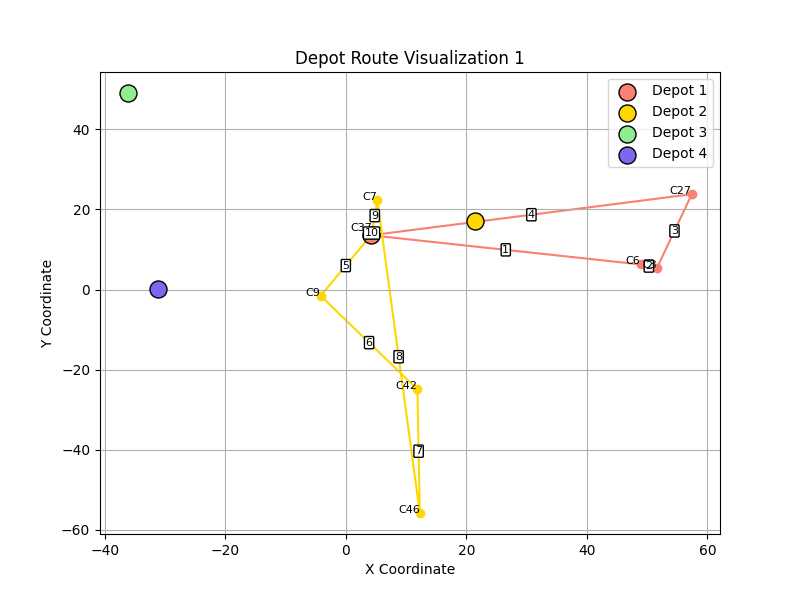 Depot Route Visualization 1
Depot 1
Depot 2
Depot 3
Depot 4
Y Coordinate
40
20
0
−20
−40
−60
C7
C27
9
4
C37
10
3
1
5
C6
2
C9
6
8
C42
7
C46
−40
−20
0
20
40
60
X Coordinate